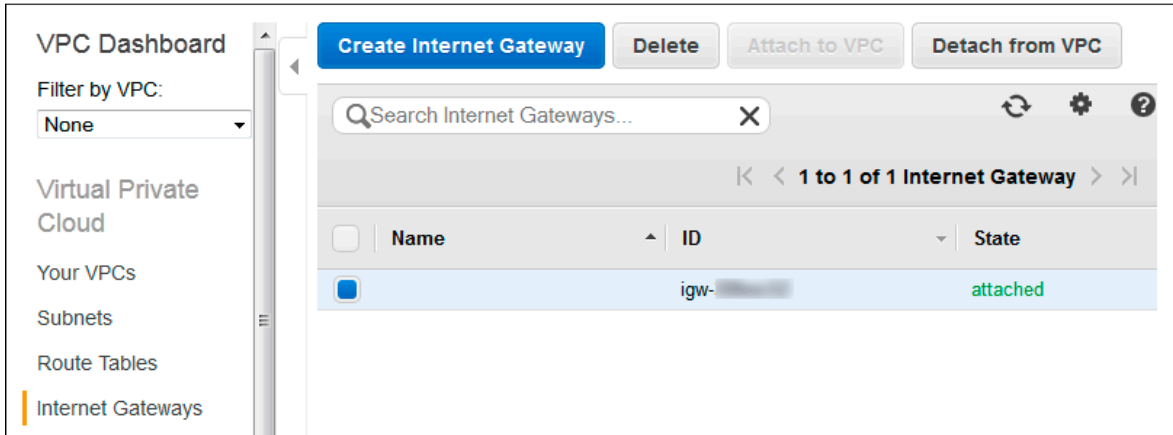 VPC Dashboard
Filter by VPC:
None
Virtual Private
Cloud
Your VPCs
Subnets
Route Tables
Internet Gateways
Create Internet Gateway
Delete
Attach to VPC
Detach from VPC
Search Internet Gateways...
1 to 1 of 1 Internet Gateway
Name ID State
igw- attached